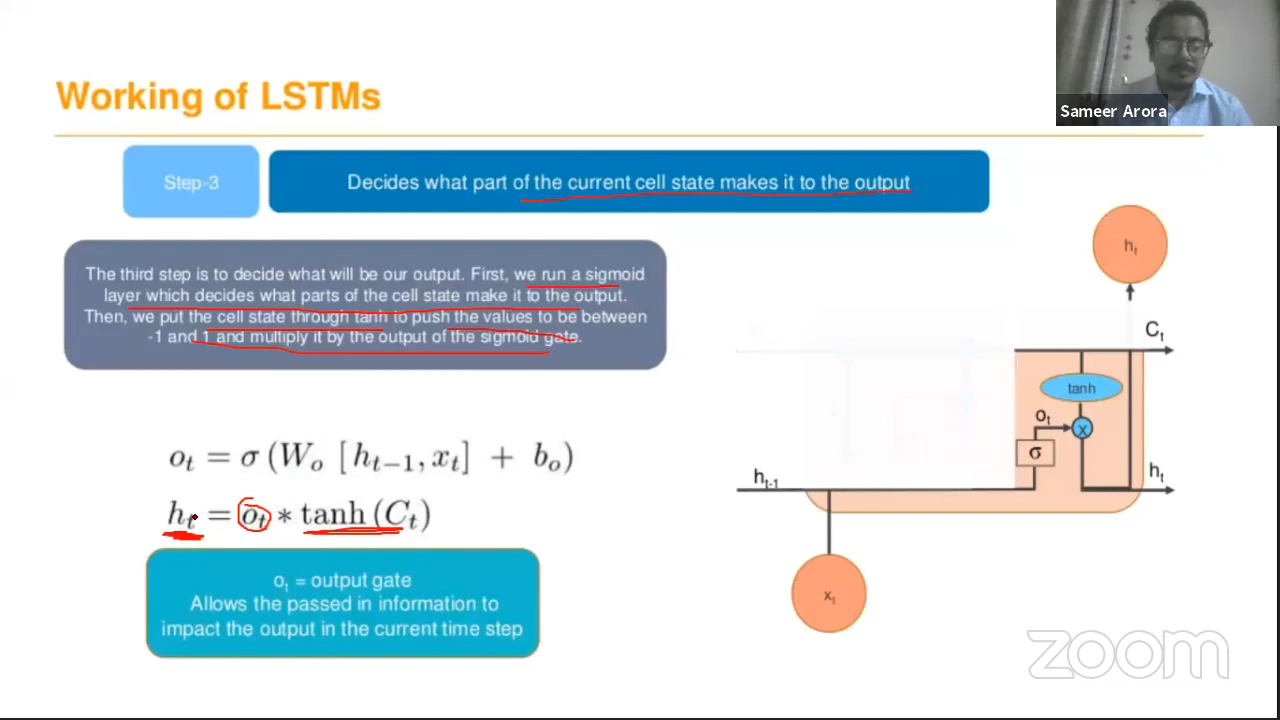 Sameer Arora
Working of LSTMs
Step-3
Decides what part of the current cell state makes it to the output
The third step is to decide what will be our output. First, we run a sigmoid
layer which decides what parts of the cell state make it to the output.
Then, we put the cell state through tanh to push the values to be between
-1 and 1 and multiply it by the output of the sigmoid gate.
o_t = σ (W_o [h_{t-1}, x_t] + b_o)
h_t = o_t * tanh (C_t)
o_t = output gate
Allows the passed in information to
impact the output in the current time step
h_t
C_t
tanh
o_t
X
σ
h_{t-1}
h_t
x_t
zoom